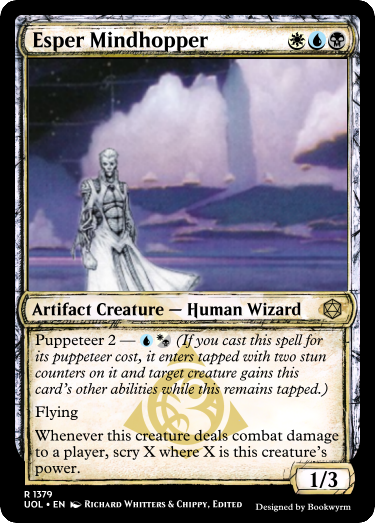 Esper Mindhopper
Artifact Creature — Human Wizard
Puppeteer 2 — (If you cast this spell for
its puppeteer cost, it enters tapped with two stun
counters on it and target creature gains this
card's other abilities while this remains tapped.)
Flying
Whenever this creature deals combat damage
to a player, scry X where X is this creature's
power.
1/3
R 1379
UOL • EN Richard Whitters & Chippy, Edited
Designed by Bookwyrm